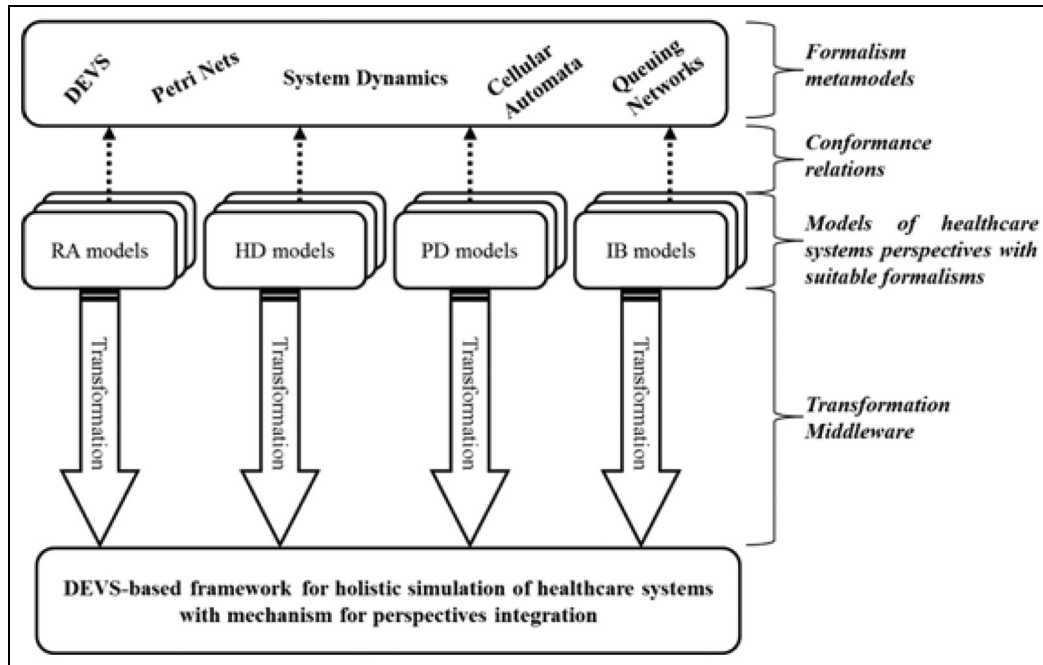 DEVS
Petri Nets
System Dynamics
Cellular
Automata
Queuing
Networks
Formalism
metamodels
Conformance
relations
RA models
HD models
PD models
IB models
Models of healthcare
systems perspectives with
suitable formalisms
Transformation
Transformation
Transformation
Transformation
Transformation
Middleware
DEVS-based framework for holistic simulation of healthcare systems
with mechanism for perspectives integration